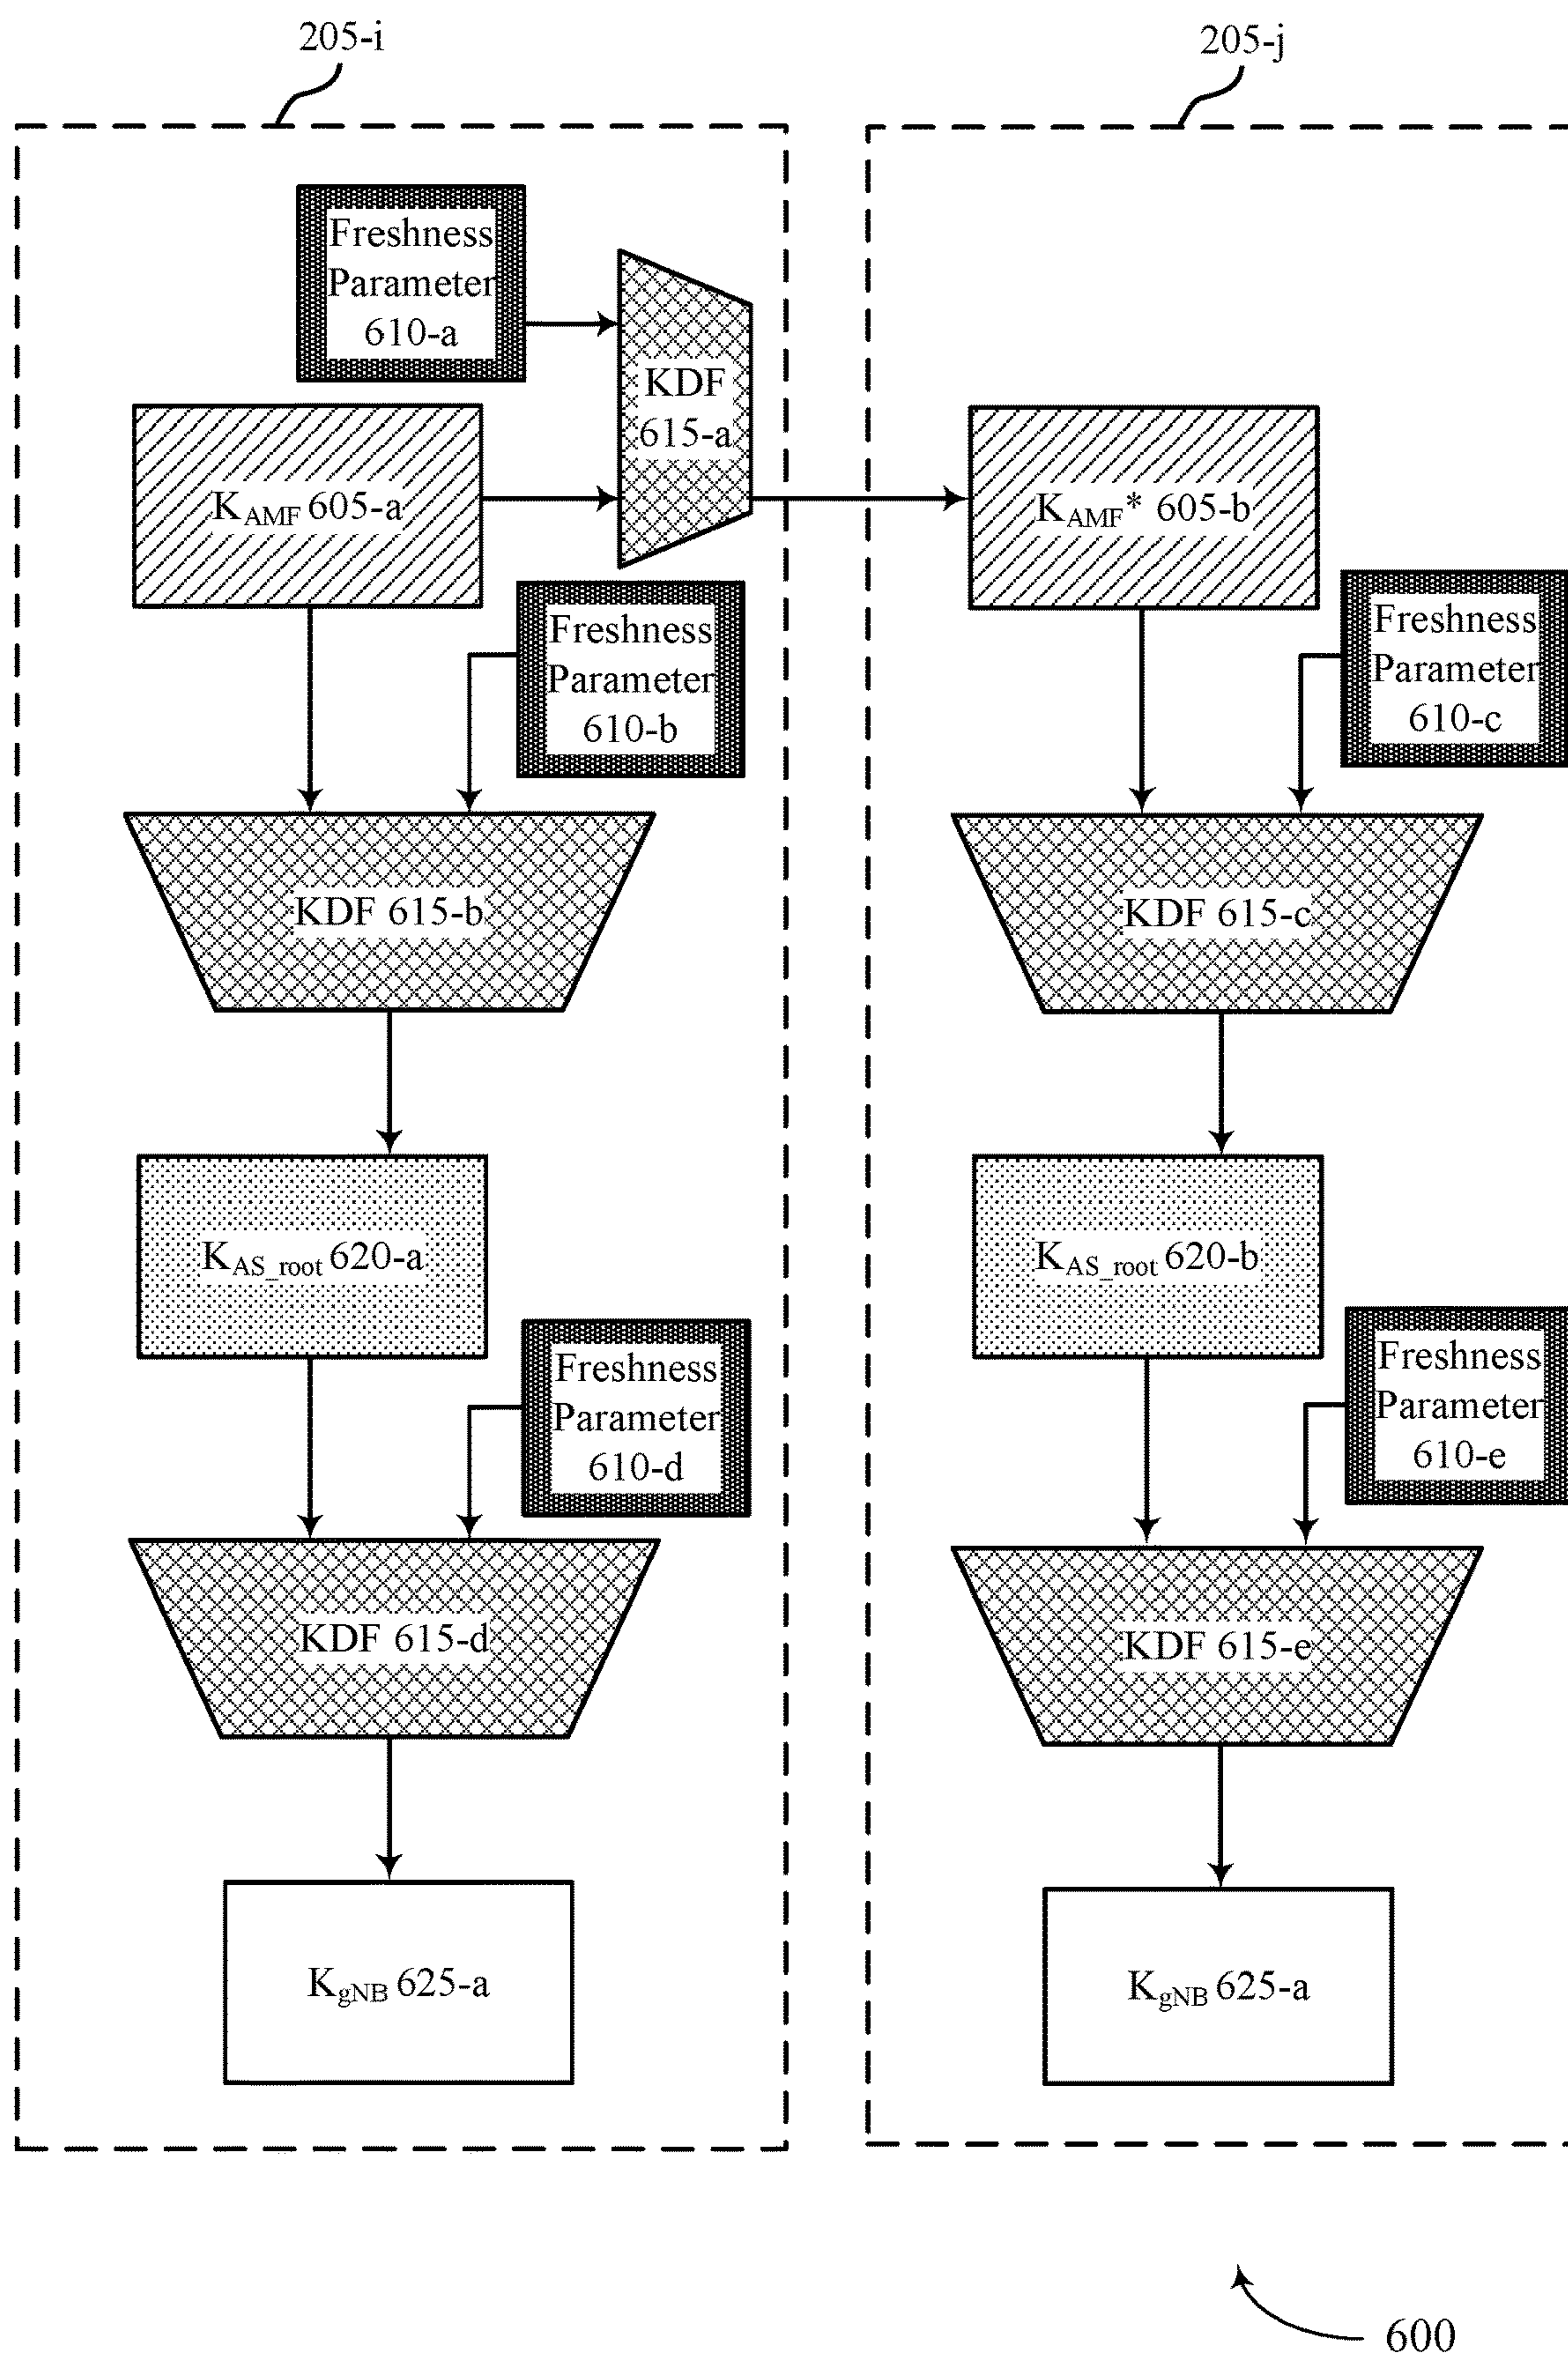 205-i
205-j
Freshness
Parameter
610-a
KDF
615-a
KAMF 605-a
KAMF* 605-b
Freshness
Parameter
610-b
Freshness
Parameter
610-c
KDF 615-b
KDF 615-c
KAS_root 620-a
KAS_root 620-b
Freshness
Parameter
610-d
Freshness
Parameter
610-e
KDF 615-d
KDF 615-e
KgNB 625-a
KgNB 625-a
600